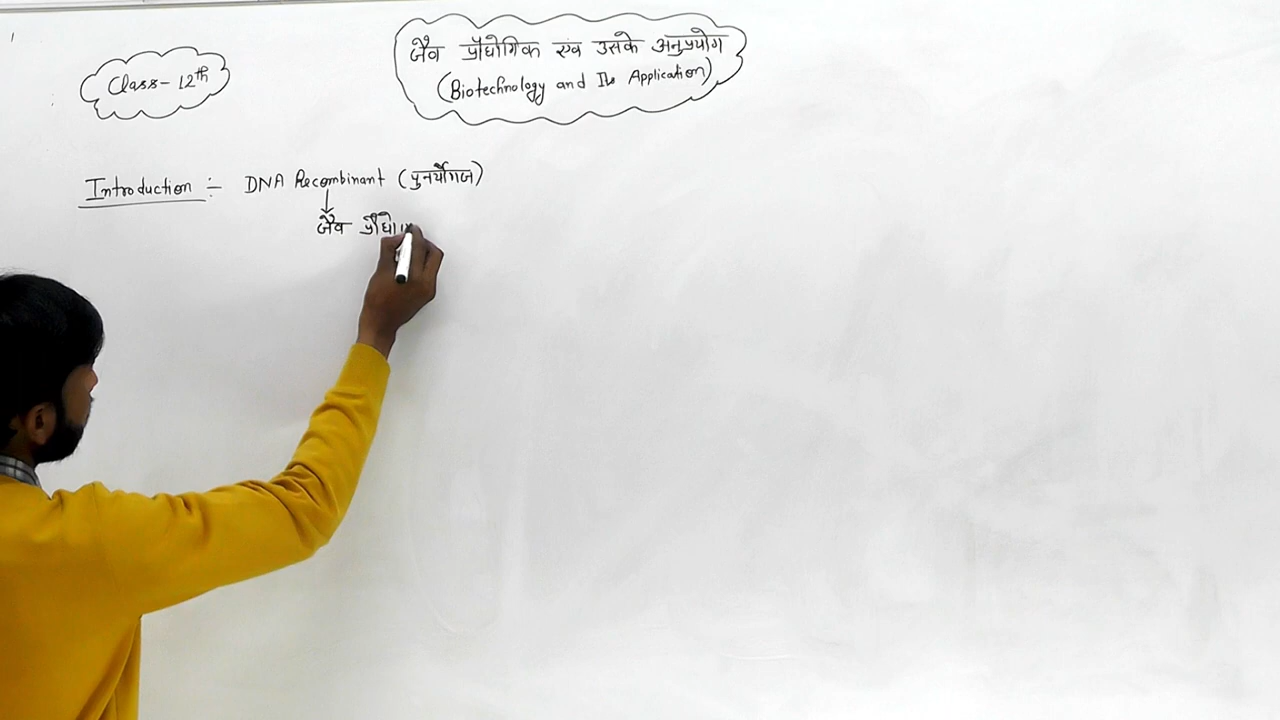 Class - 12th
जैव प्रौद्योगिक एवं उसके अनुप्रयोग
(Biotechnology and Its Application)
Introduction :- DNA Recombinant (पुनर्योगज)
जैव